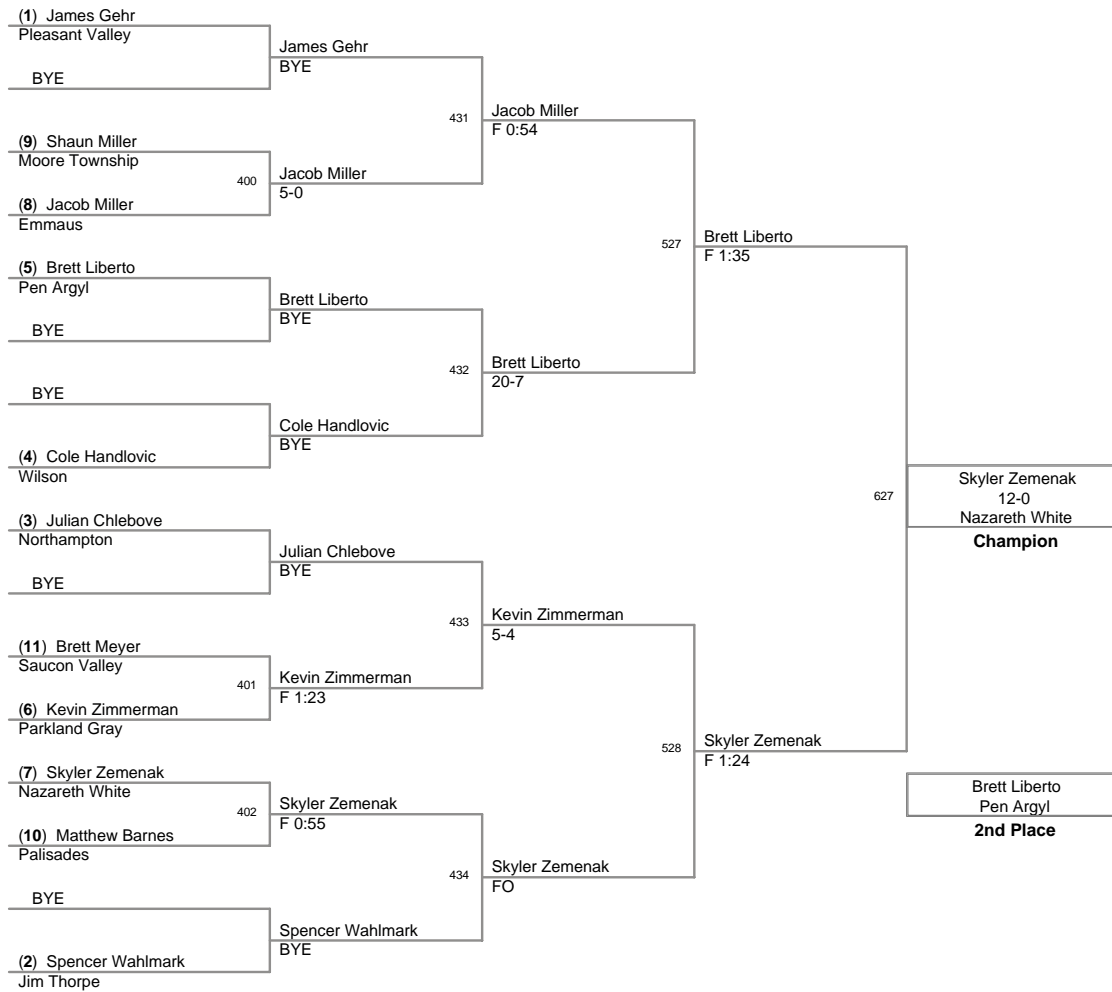 (1) James Gehr
Pleasant Valley
BYE
(9) Shaun Miller
Moore Township
(8) Jacob Miller
Emmaus
(5) Brett Liberto
Pen Argyl
BYE
BYE
(4) Cole Handlovic
Wilson
(3) Julian Chlebove
Northampton
BYE
(11) Brett Meyer
Saucon Valley
(6) Kevin Zimmerman
Parkland Gray
(7) Skyler Zemenak
Nazareth White
(10) Matthew Barnes
Palisades
BYE
(2) Spencer Wahlmark
Jim Thorpe
400
401
402
James Gehr
BYE
Jacob Miller
5-0
Brett Liberto
BYE
Cole Handlovic
BYE
Julian Chlebove
BYE
Kevin Zimmerman
F 1:23
Skyler Zemenak
F 0:55
Spencer Wahlmark
BYE
431
432
433
434
Jacob Miller
F 0:54
Brett Liberto
20-7
Kevin Zimmerman
5-4
Skyler Zemenak
FO
527
528
Brett Liberto
F 1:35
Skyler Zemenak
F 1:24
627
Skyler Zemenak
12-0
Nazareth White
Champion
Brett Liberto
Pen Argyl
2nd Place